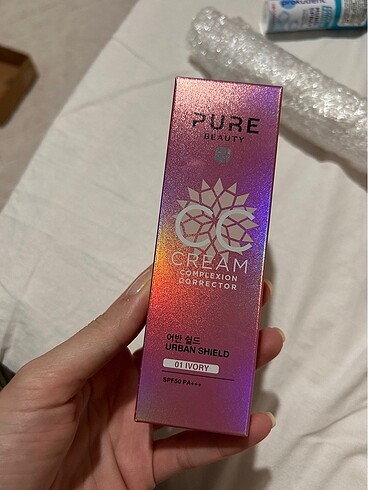 PURE
BEAUTY
CC
CREAM
COMPLEXION
CORRECTOR
어반 쉴드
URBAN SHIELD
01 IVORY
SPF50 PA+++